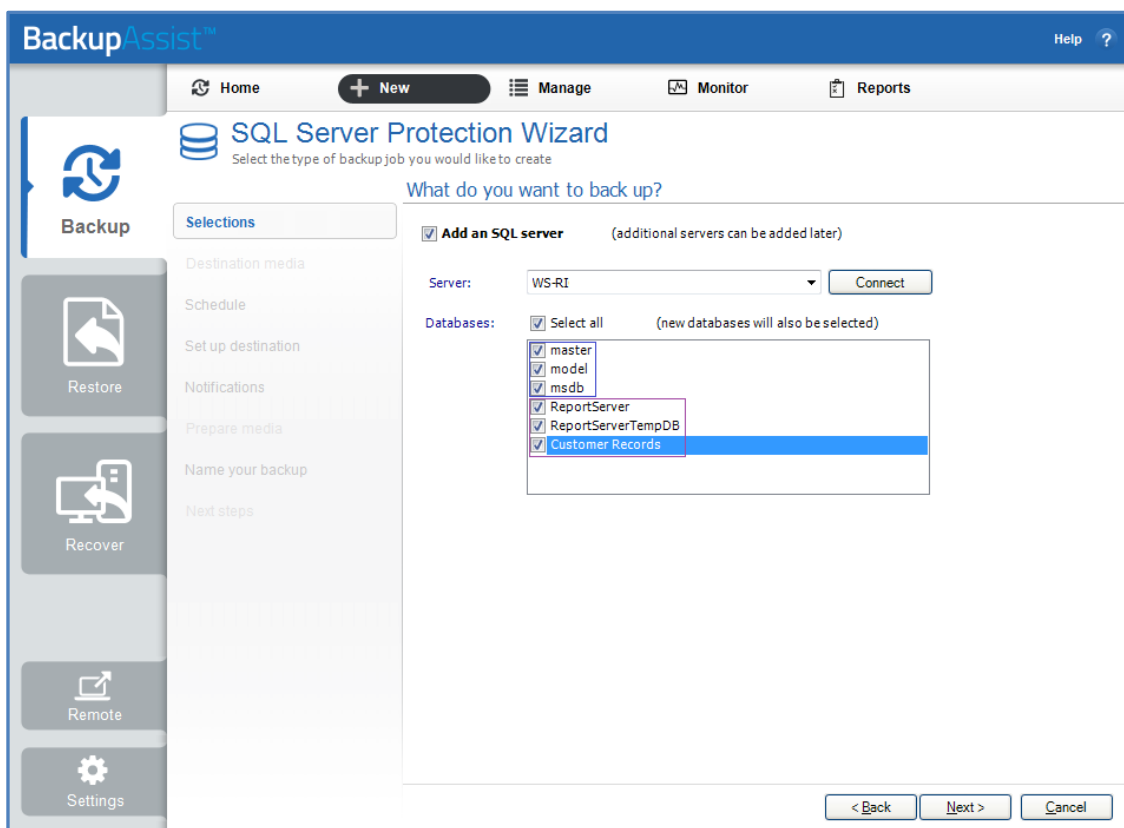 BackupAssist™
Help ?
Home New Manage Monitor Reports
SQL Server Protection Wizard
Select the type of backup job you would like to create
What do you want to back up?
Backup
Restore
Recover
Remote
Settings
Selections
Destination media
Schedule
Set up destination
Notifications
Prepare media
Name your backup
Next steps
Add an SQL server (additional servers can be added later)
Server: WS-RI Connect
Databases: Select all (new databases will also be selected)
master
model
msdb
ReportServer
ReportServerTempDB
Customer Records
< Back Next > Cancel